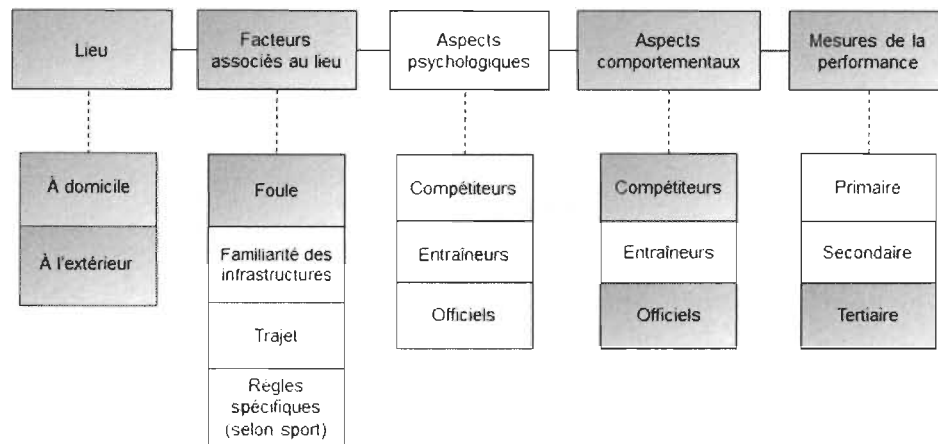 Lieu
Facteurs
associés au lieu
Aspects
psychologiques
Aspects
comportementaux
Mesures de la
performance
À domicile
À l'extérieur
Foule
Familiarité des
infrastructures
Trajet
Règles
spécifiques
(selon sport)
Compétiteurs
Entraîneurs
Officiels
Compétiteurs
Entraîneurs
Officiels
Primaire
Secondaire
Tertiaire